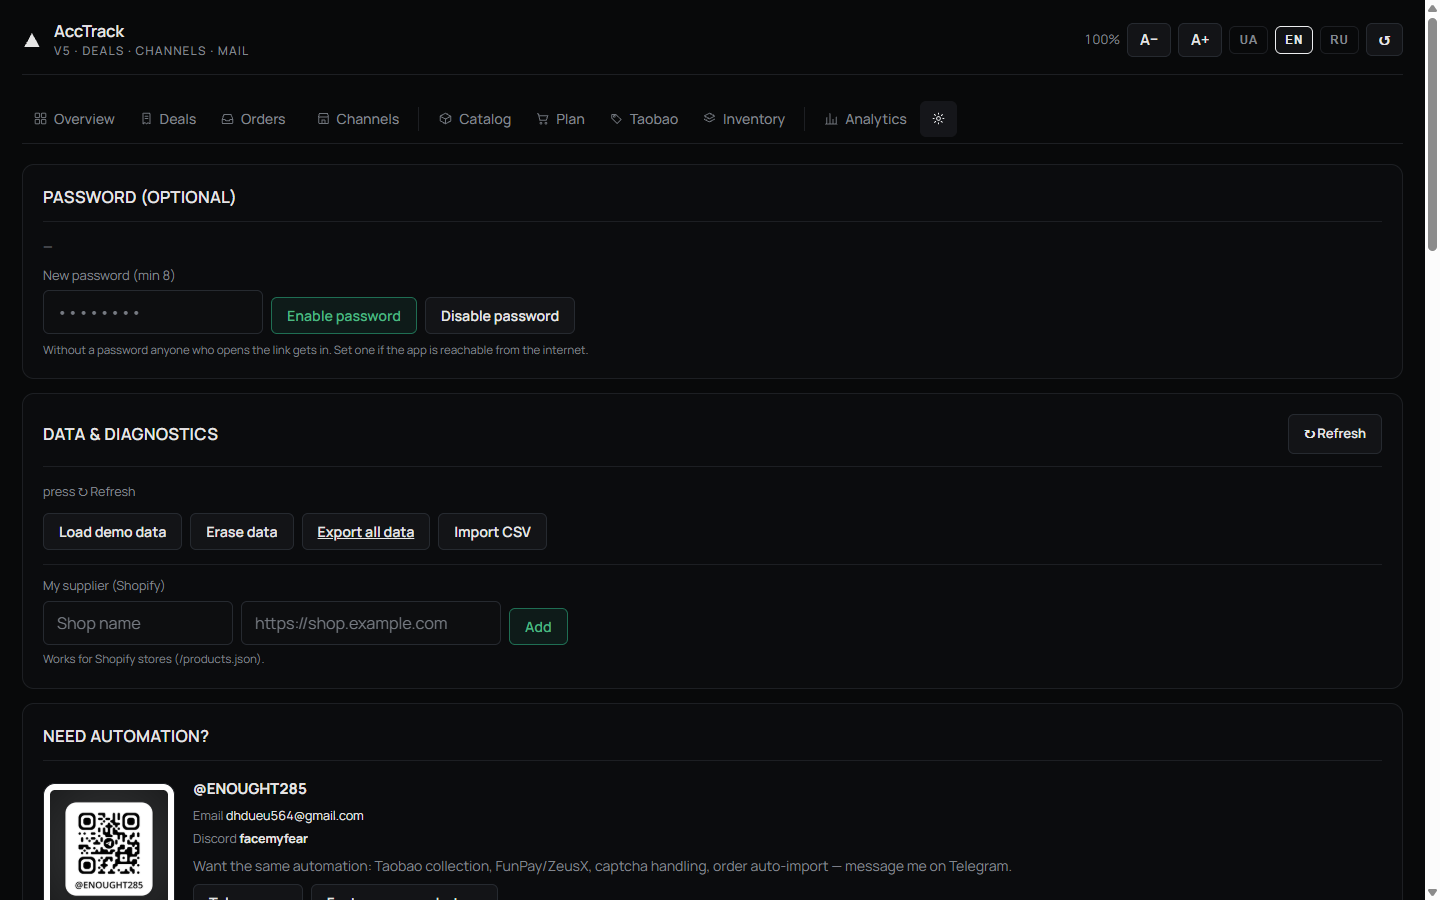 AccTrack
V5 · DEALS · CHANNELS · MAIL
100% A− A+ UA EN RU ↺
Overview Deals Orders Channels Catalog Plan Taobao Inventory Analytics
PASSWORD (OPTIONAL)
—
New password (min 8)
••••••••
Enable password Disable password
Without a password anyone who opens the link gets in. Set one if the app is reachable from the internet.
DATA & DIAGNOSTICS
↻ Refresh
press ↻ Refresh
Load demo data Erase data Export all data Import CSV
My supplier (Shopify)
Shop name https://shop.example.com Add
Works for Shopify stores (/products.json).
NEED AUTOMATION?
@ENOUGHT285
Email dhdueu564@gmail.com
Discord facemyfear
Want the same automation: Taobao collection, FunPay/ZeusX, captcha handling, order auto-import — message me on Telegram.
@ENOUGHT285